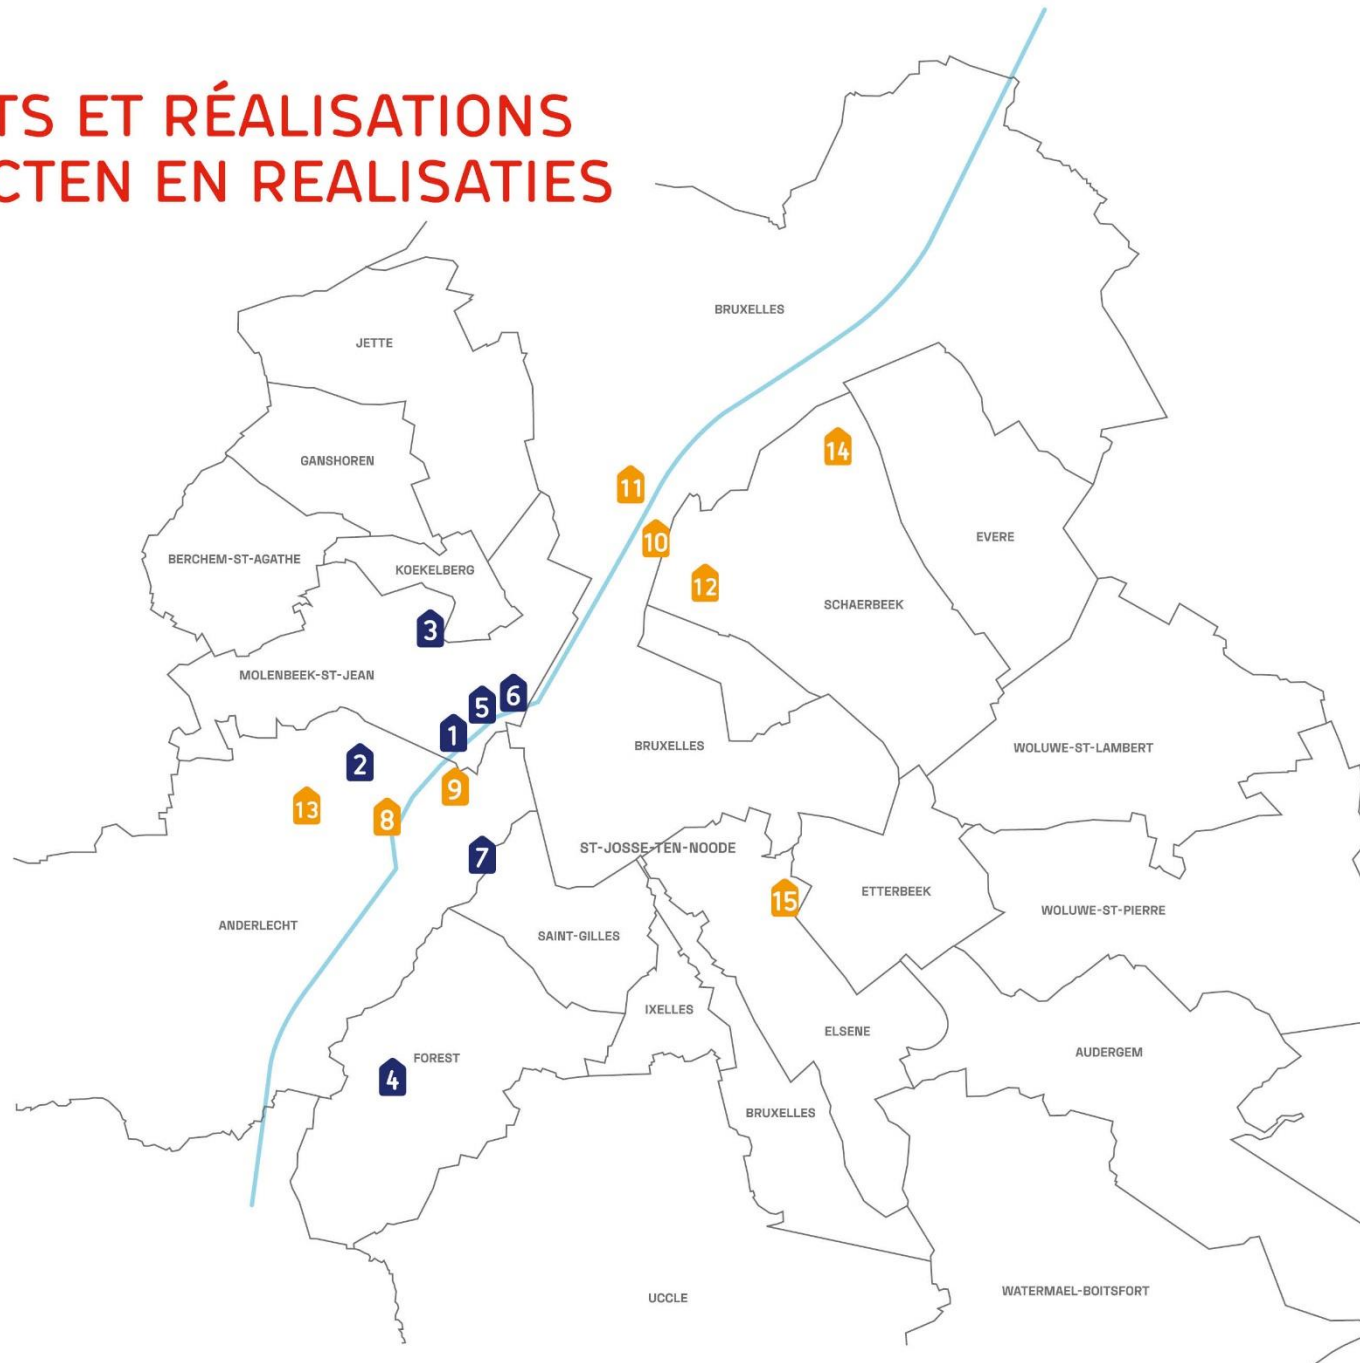 TS ET RÉALISATIONS
CTEN EN REALISATIES
BRUXELLES
JETTE
14
GANSHOREN
11
10
EVERE
BERCHEM-ST-AGATHE
KOEKELBERG
12
SCHAERBEEK
3
MOLENBEEK-ST-JEAN
6
5
1
BRUXELLES
WOLUWE-ST-LAMBERT
2
9
13
8
ST-JOSSE-TEN-NOODE
7
ETTERBEEK
15
WOLUWE-ST-PIERRE
ANDERLECHT
SAINT-GILLES
IXELLES
ELSENE
AUDERGEM
FOREST
4
BRUXELLES
WATERMAEL-BOITSFORT
UCCLE